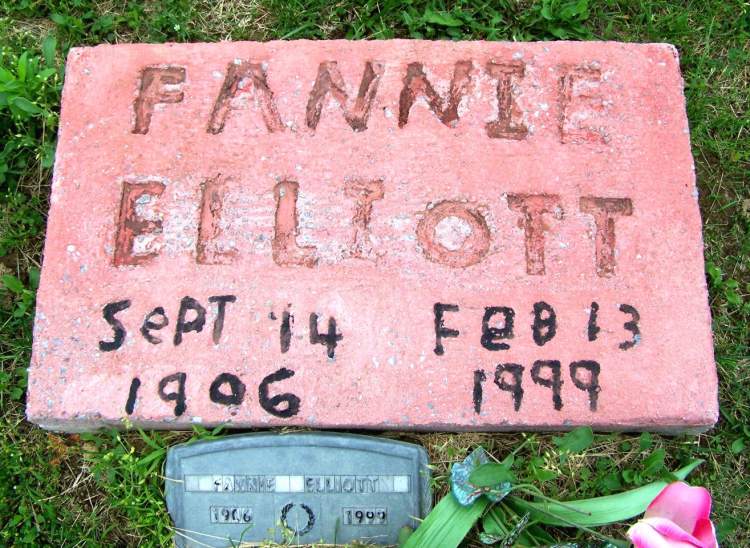 FANNIE
ELLIOTT
SEPT 14 FEB 13
1906 1999
FANNIE ELLIOTT
1906 1999